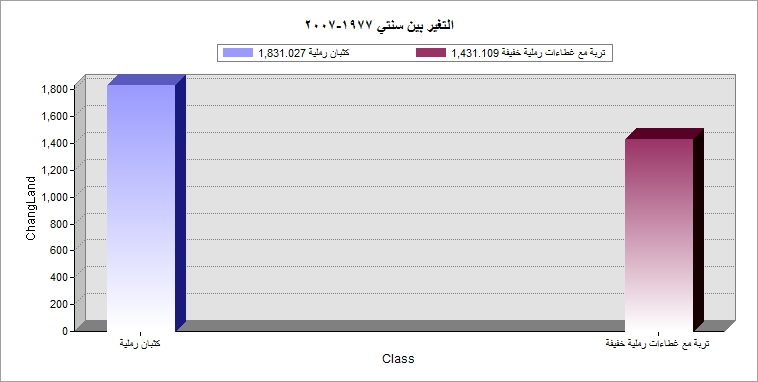 التغير بين سنتي ١٩٧٧-٢٠٠٧
كثبان رملية 1,831.027
تربة مع غطاءات رملية خفيفة 1,431.109
1,800
1,600
1,400
1,200
1,000
800
600
400
200
0
ChangLand
كثبان رملية
تربة مع غطاءات رملية خفيفة
Class